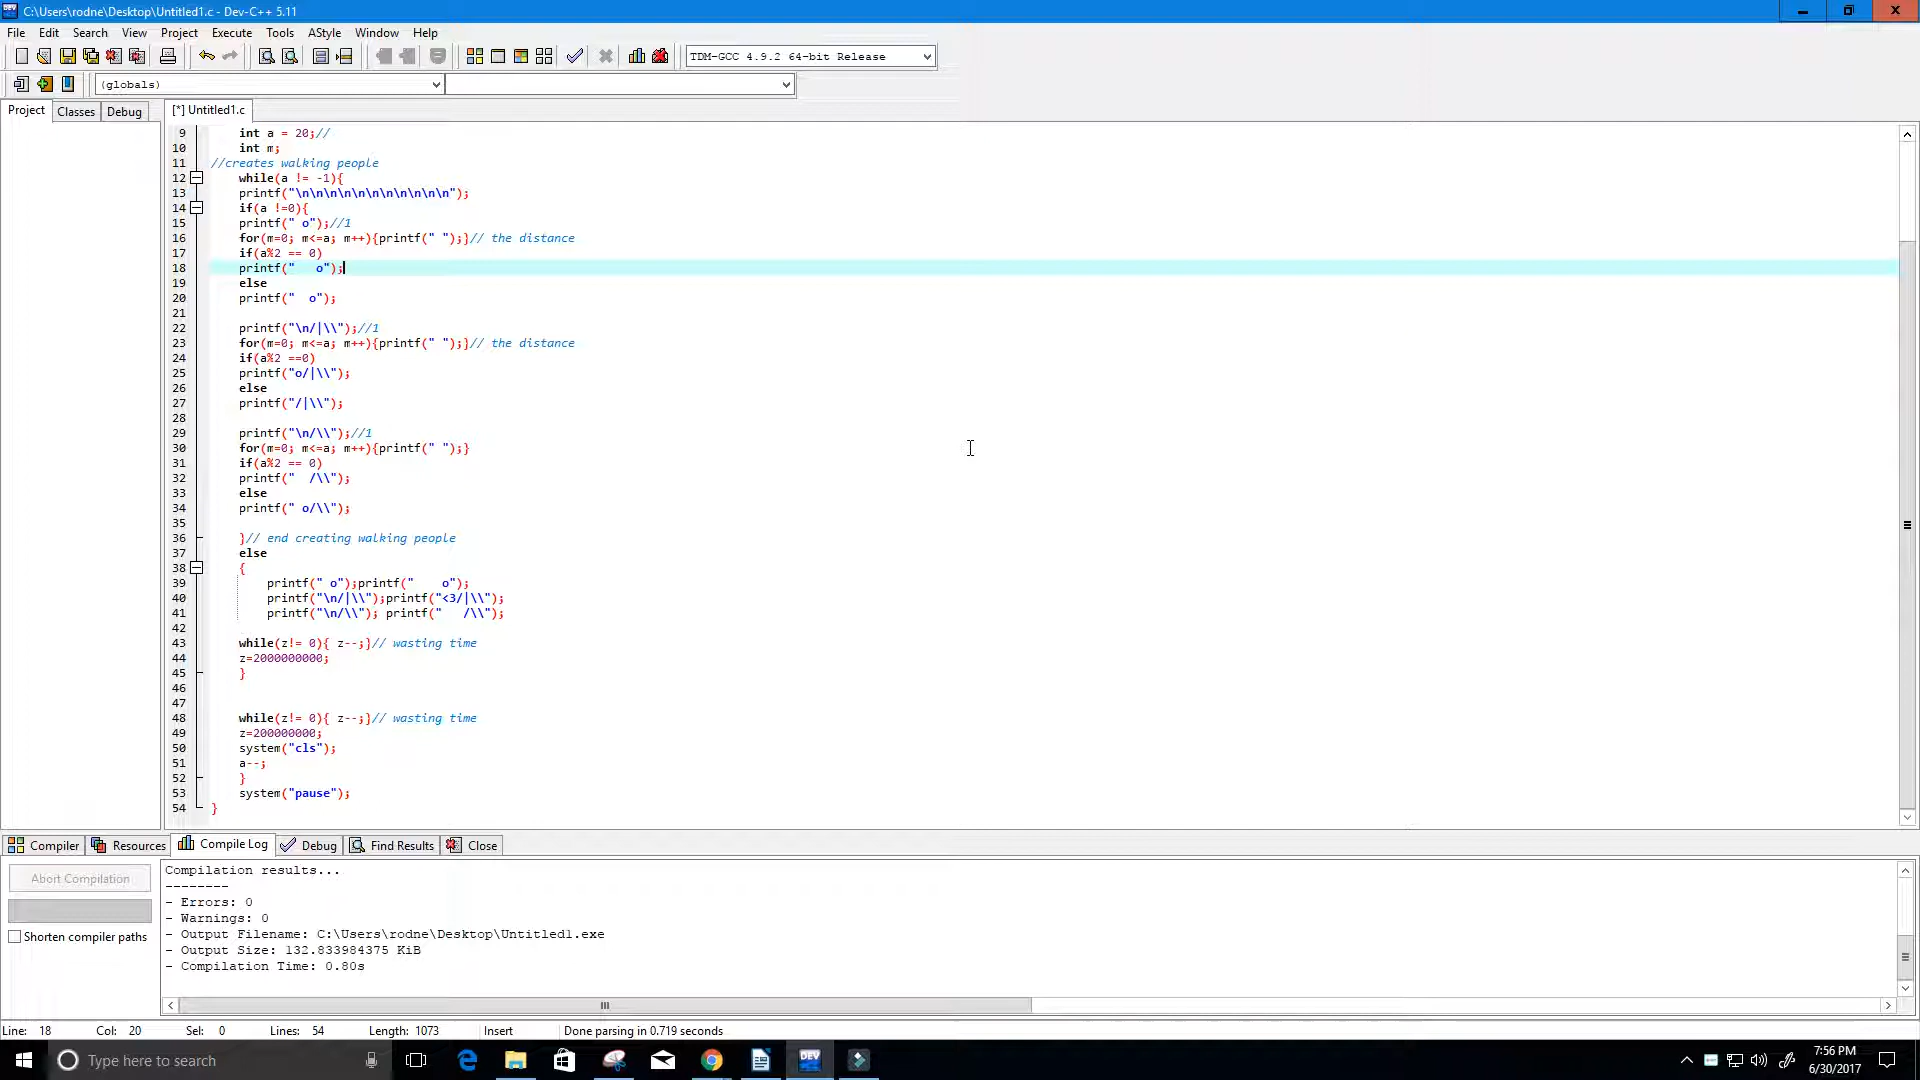 C:\Users\rodne\Desktop\Untitled1.c - Dev-C++ 5.11
File Edit Search View Project Execute Tools AStyle Window Help
TDM-GCC 4.9.2 64-bit Release
(globals)
Project Classes Debug [*] Untitled1.c
9 int a = 20;//
10 int m;
11 //creates walking people
12 while(a != -1){
13 printf("\n\n\n\n\n\n\n\n\n\n\n");
14 if(a !=0){
15 printf(" o");//1
16 for(m=0; m<=a; m++){printf(" ");}// the distance
17 if(a%2 == 0)
18 printf("   o");
19 else
20 printf("  o");
21
22 printf("\n/|\\");//1
23 for(m=0; m<=a; m++){printf(" ");}// the distance
24 if(a%2 ==0)
25 printf("o/|\\");
26 else
27 printf("/|\\");
28
29 printf("\n/\\");//1
30 for(m=0; m<=a; m++){printf(" ");}
31 if(a%2 == 0)
32 printf("  /\\");
33 else
34 printf(" o/\\");
35
36 }// end creating walking people
37 else
38 {
39 printf(" o");printf("    o");
40 printf("\n/|\\");printf("<3/|\\");
41 printf("\n/\\"); printf("   /\\");
42
43 while(z!= 0){ z--;}// wasting time
44 z=2000000000;
45 }
46
47
48 while(z!= 0){ z--;}// wasting time
49 z=200000000;
50 system("cls");
51 a--;
52 }
53 system("pause");
54 }
Compiler Resources Compile Log Debug Find Results Close
Abort Compilation
Shorten compiler paths
Compilation results...
--------
- Errors: 0
- Warnings: 0
- Output Filename: C:\Users\rodne\Desktop\Untitled1.exe
- Output Size: 132.833984375 KiB
- Compilation Time: 0.80s
Line: 18 Col: 20 Sel: 0 Lines: 54 Length: 1073 Insert Done parsing in 0.719 seconds
Type here to search
DEV
7:56 PM
6/30/2017